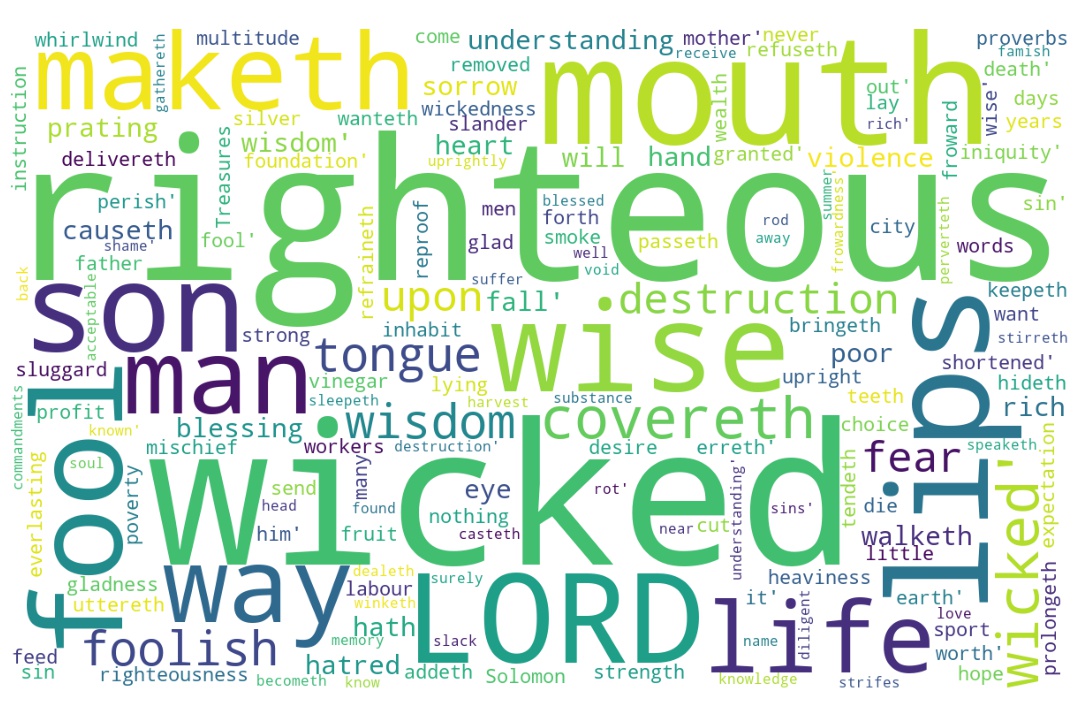 whirlwind
maketh
gathereth
multitude
come
understanding
removed
sorrow
wickedness
mouth
mother'
never
receive
refuseth
proverbs
famish
death'
out'
lay
rich'
wise'
days
years
instruction
prating
silver
wanteth
slander
wisdom'
heart
will
hand
wealth
granted'
violence
froward
iniquity'
delivereth
Treasures
foundation'
uprightly
righteous
perish'
causeth
shame'
fool'
father
back
acceptable
refraineth
reproof
men
glad
blessed
forth
smoke
well
void
suffer
passeth
rod
away
summer
frowardness'
city
perverteth
words
sin'
son
upon
fall'
destruction
keepeth
want
stirreth
strong
inhabit
wise
bringeth
lips
sluggard
man
tongue
poor
upright
shortened'
hideth
vinegar
sleepeth
lying
harvest
substance
teeth
rich
commandments
profit
known'
fool
blessing
wisdom
covereth
choice
speaketh
mischief
workers
destruction'
desire
erreth'
fear
everlasting
soul
poverty
wicked
send
head
him'
many
found
fruit
eye
nothing
casteth
rot'
near
cut
understanding'
sins'
tendeth
die
walketh
little
wicked'
expectation
gladness
uttereth
way
dealeth
labour
winketh
surely
LORD
heaviness
it'
earth'
love
sport
worth'
prolongeth
foolish
hath
memory
slack
life
name
diligent
feed
sin
righteousness
becometh
hatred
know
addeth
Solomon
strength
knowledge
strifes
hope